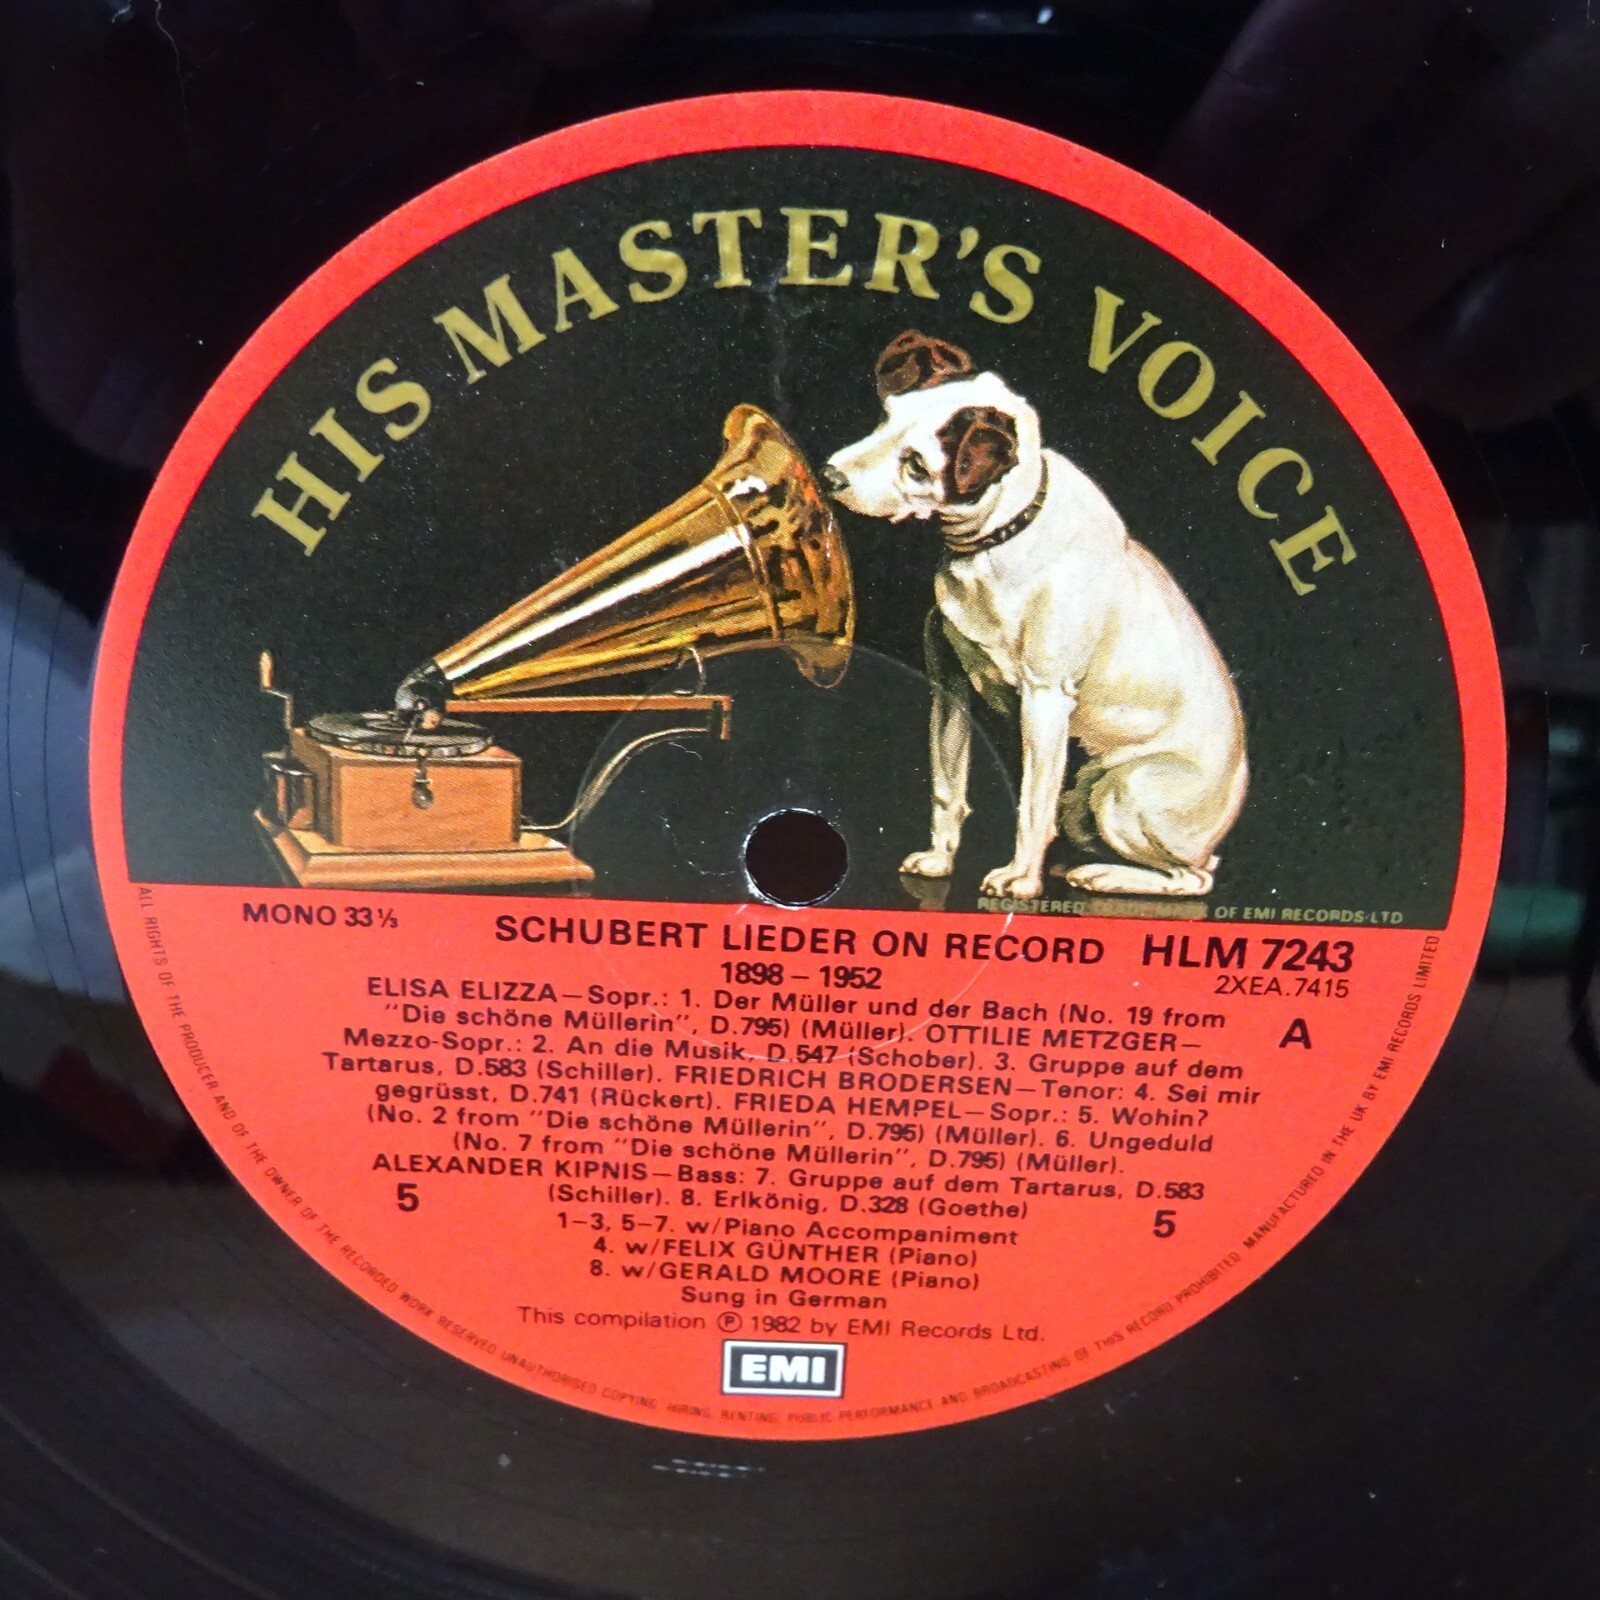 HIS MASTER'S VOICE
REGISTERED TRADE MARK OF EMI RECORDS LTD
MONO 33⅓
SCHUBERT LIEDER ON RECORD HLM 7243
1898 – 1952
2XEA.7415
A
ELISA ELIZZA—Sopr.: 1. Der Müller und der Bach (No. 19 from
"Die schöne Müllerin", D.795) (Müller). OTTILIE METZGER—
Mezzo-Sopr.: 2. An die Musik, D.547 (Schober). 3. Gruppe auf dem
Tartarus, D.583 (Schiller). FRIEDRICH BRODERSEN—Tenor: 4. Sei mir
gegrüsst, D.741 (Rückert). FRIEDA HEMPEL—Sopr.: 5. Wohin?
(No. 2 from "Die schöne Müllerin", D.795) (Müller). 6. Ungeduld
(No. 7 from "Die schöne Müllerin", D.795) (Müller).
ALEXANDER KIPNIS—Bass: 7. Gruppe auf dem Tartarus, D.583
(Schiller). 8. Erlkönig, D.328 (Goethe)
5
5
1–3, 5–7. w/Piano Accompaniment
4. w/FELIX GÜNTHER (Piano)
8. w/GERALD MOORE (Piano)
Sung in German
This compilation ℗ 1982 by EMI Records Ltd.
EMI
ALL RIGHTS OF THE PRODUCER AND OF THE OWNER OF THE RECORDED WORK RESERVED UNAUTHORISED COPYING, HIRING, RENTING, PUBLIC PERFORMANCE AND BROADCASTING OF THIS RECORD PROHIBITED MANUFACTURED IN THE UK BY EMI RECORDS LIMITED